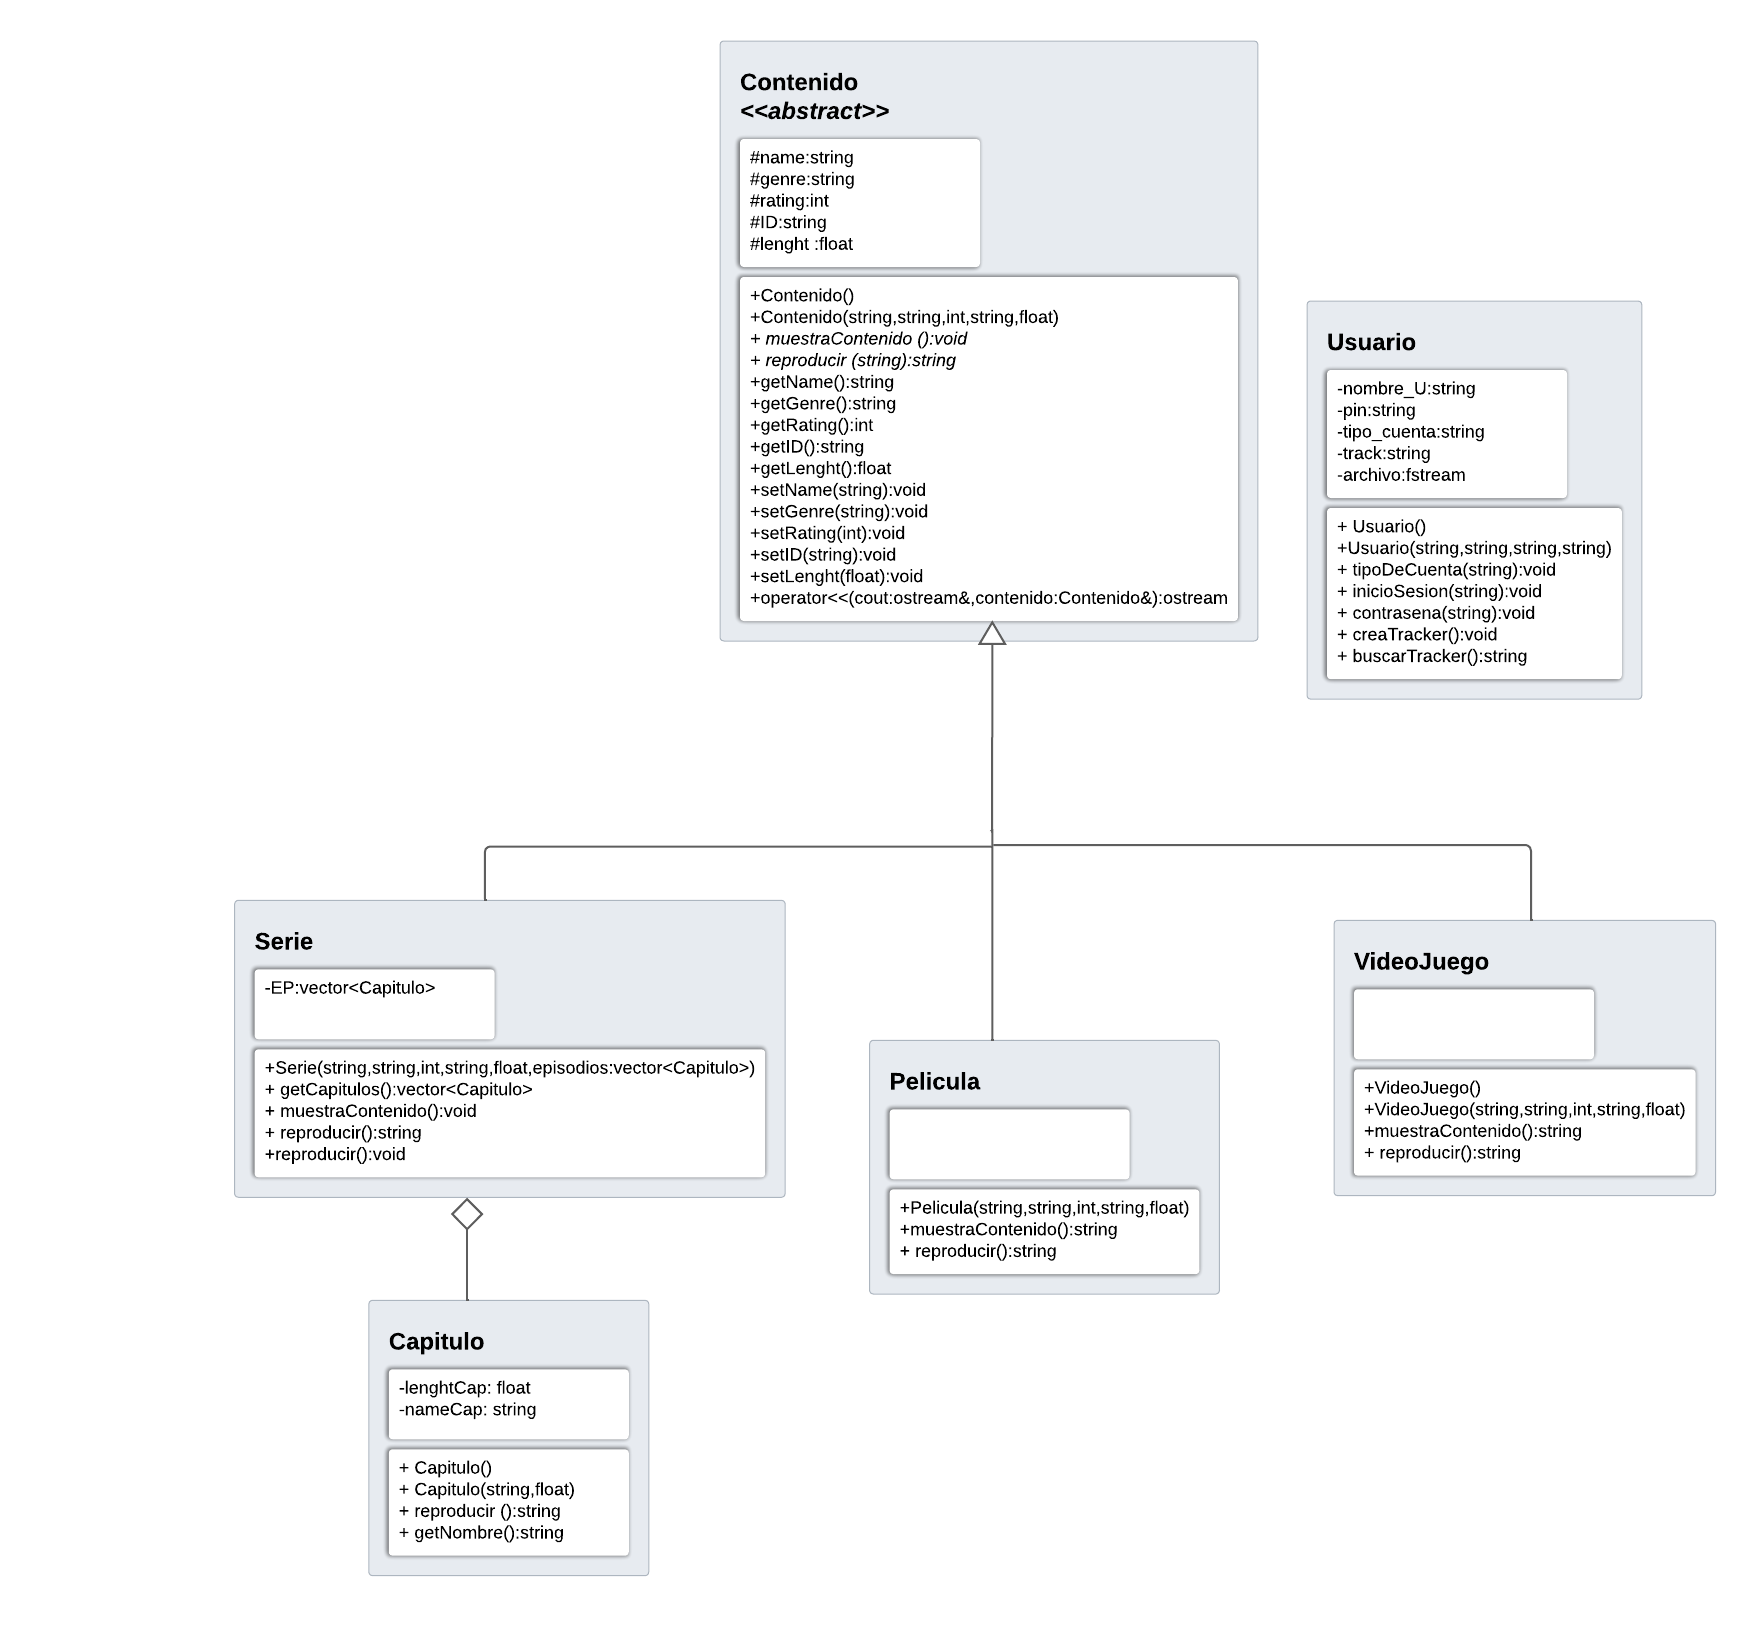 Contenido
<<abstract>>
#name:string
#genre:string
#rating:int
#ID:string
#lenght :float
+Contenido()
+Contenido(string,string,int,string,float)
+ muestraContenido ():void
+ reproducir (string):string
+getName():string
+getGenre():string
+getRating():int
+getID():string
+getLenght():float
+setName(string):void
+setGenre(string):void
+setRating(int):void
+setID(string):void
+setLenght(float):void
+operator<<(cout:ostream&,contenido:Contenido&):ostream
Usuario
-nombre_U:string
-pin:string
-tipo_cuenta:string
-track:string
-archivo:fstream
+ Usuario()
+Usuario(string,string,string,string)
+ tipoDeCuenta(string):void
+ inicioSesion(string):void
+ contrasena(string):void
+ creaTracker():void
+ buscarTracker():string
Serie
-EP:vector<Capitulo>
+Serie(string,string,int,string,float,episodios:vector<Capitulo>)
+ getCapitulos():vector<Capitulo>
+ muestraContenido():void
+ reproducir():string
+reproducir():void
Pelicula
+Pelicula(string,string,int,string,float)
+muestraContenido():string
+ reproducir():string
VideoJuego
+VideoJuego()
+VideoJuego(string,string,int,string,float)
+muestraContenido():string
+ reproducir():string
Capitulo
-lenghtCap: float
-nameCap: string
+ Capitulo()
+ Capitulo(string,float)
+ reproducir ():string
+ getNombre():string